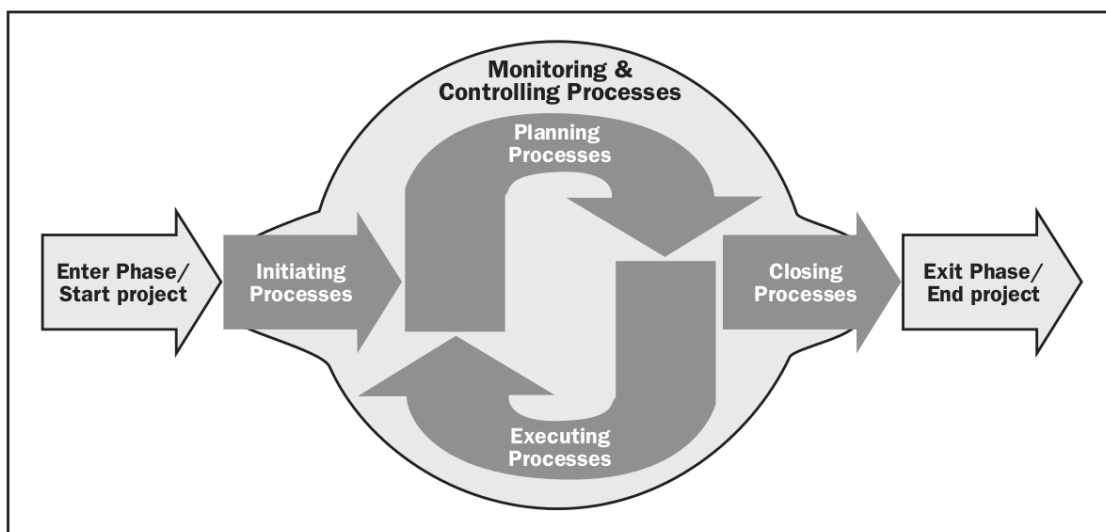 Monitoring &
Controlling Processes
Planning
Processes
Enter Phase/
Start project
Initiating
Processes
Closing
Processes
Exit Phase/
End project
Executing
Processes